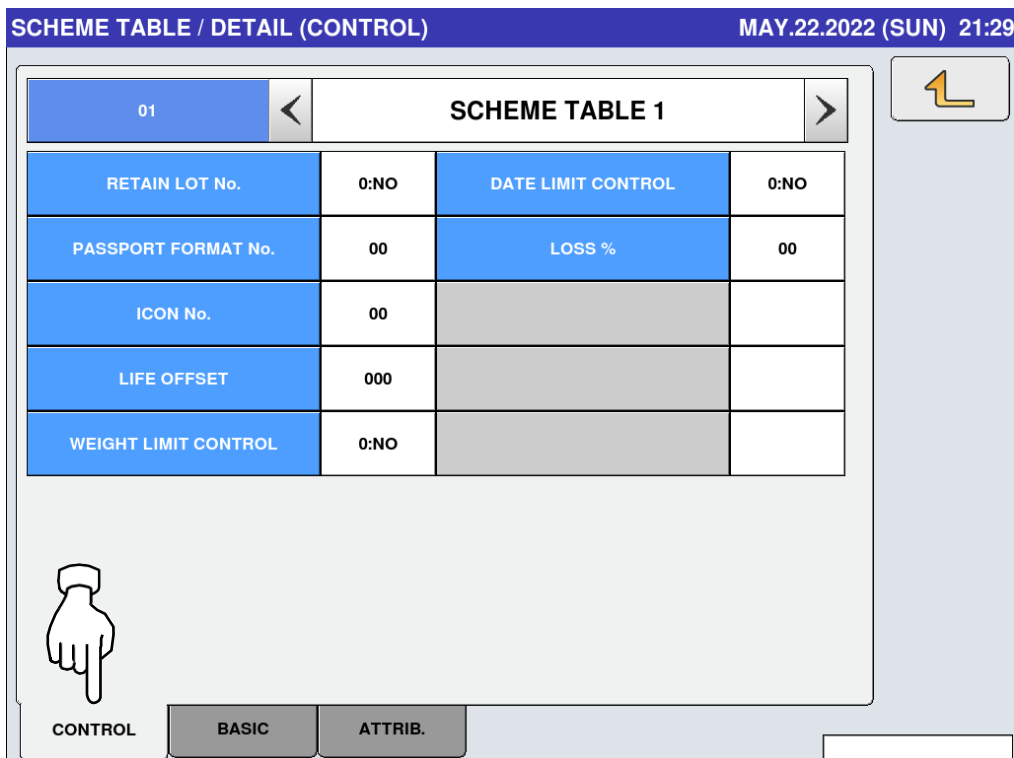 SCHEME TABLE / DETAIL (CONTROL) MAY.22.2022 (SUN) 21:29
01 SCHEME TABLE 1
RETAIN LOT No. 0:NO DATE LIMIT CONTROL 0:NO
PASSPORT FORMAT No. 00 LOSS % 00
ICON No. 00
LIFE OFFSET 000
WEIGHT LIMIT CONTROL 0:NO
CONTROL BASIC ATTRIB.